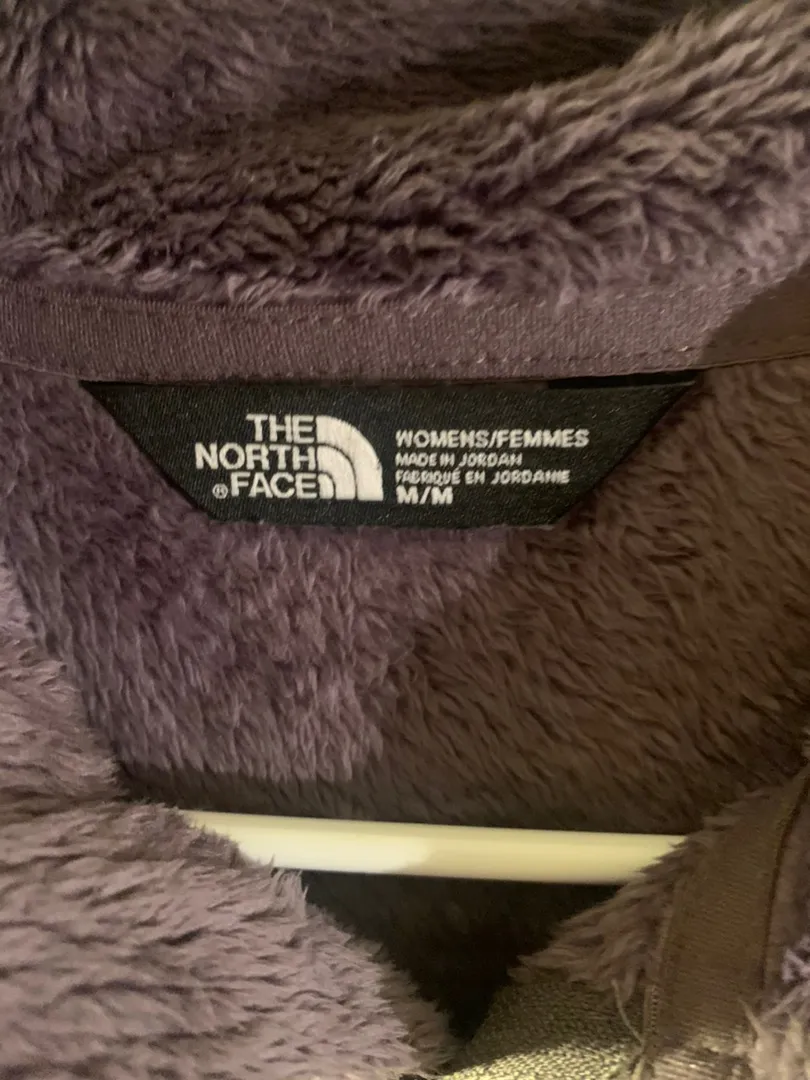 THE
NORTH
® FACE
WOMENS/FEMMES
MADE IN JORDAN
FABRIQUÉ EN JORDANIE
M/M